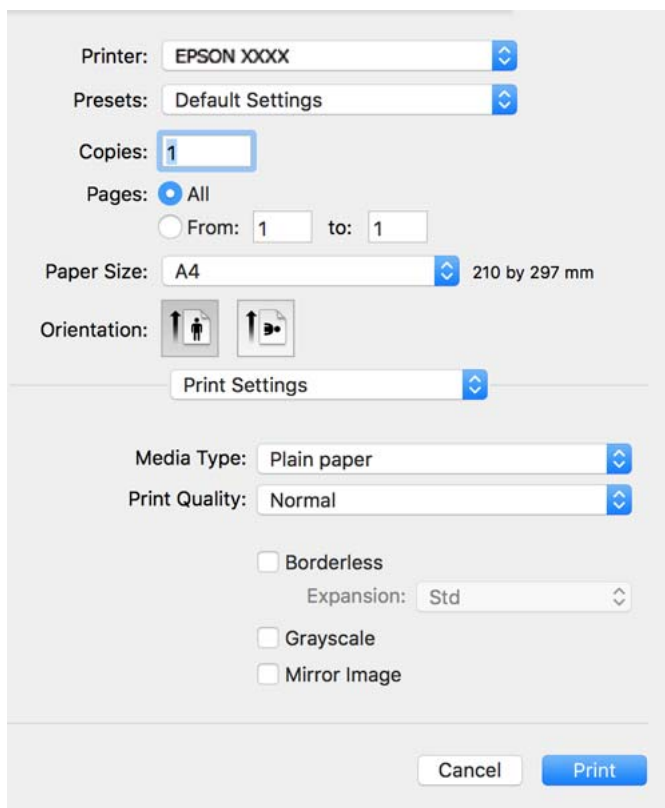 Printer: EPSON XXXX
Presets: Default Settings
Copies: 1
Pages: All
From: 1 to: 1
Paper Size: A4 210 by 297 mm
Orientation:
Print Settings
Media Type: Plain paper
Print Quality: Normal
Borderless
Expansion: Std
Grayscale
Mirror Image
Cancel Print